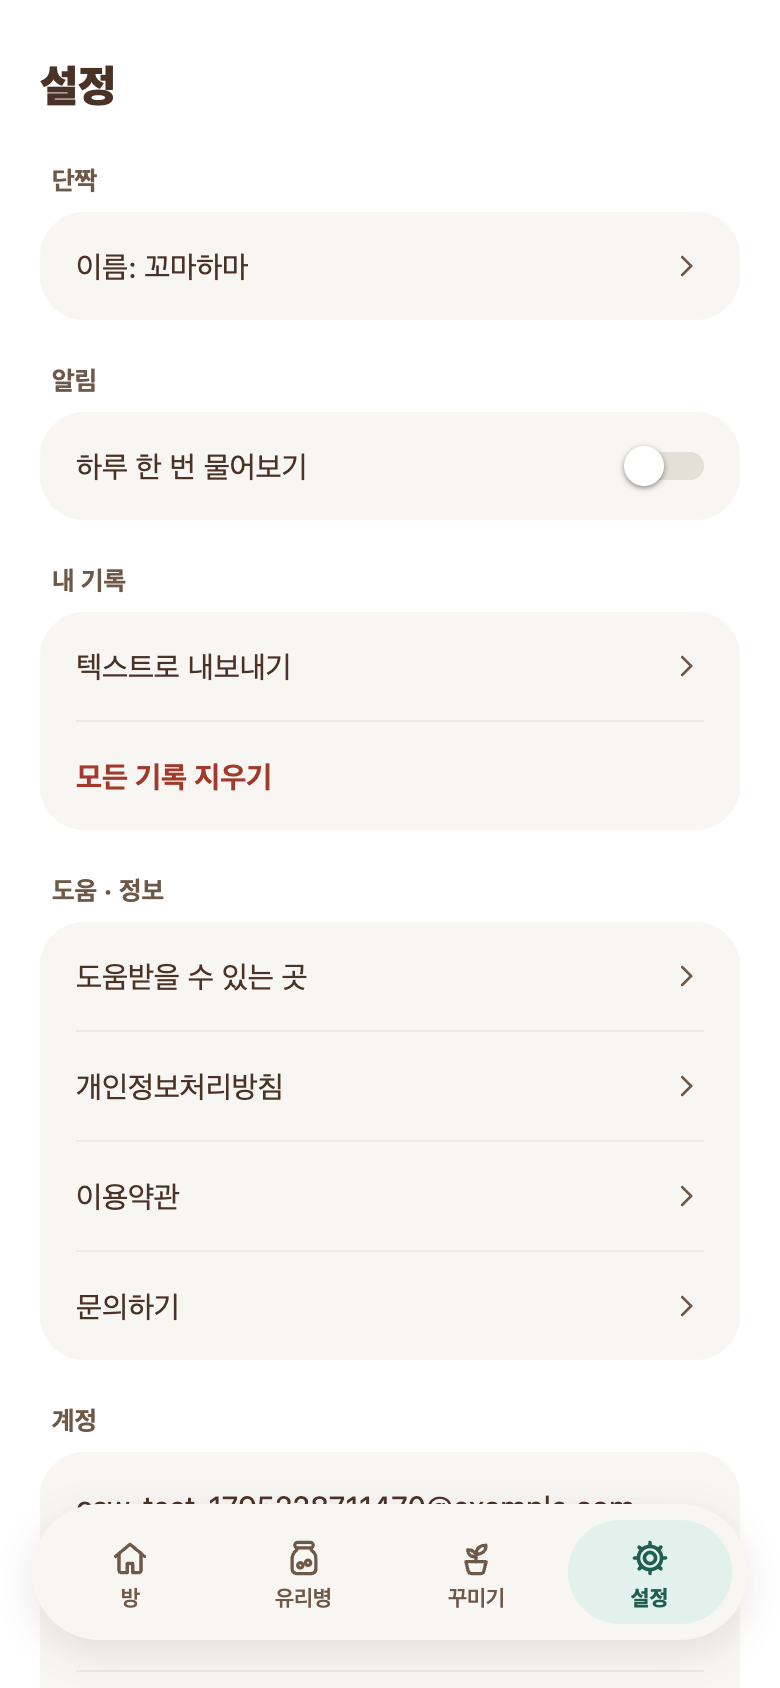 설정
단짝
이름: 꼬마하마
알림
하루 한 번 물어보기
내 기록
텍스트로 내보내기
모든 기록 지우기
도움 · 정보
도움받을 수 있는 곳
개인정보처리방침
이용약관
문의하기
계정
방
유리병
꾸미기
설정